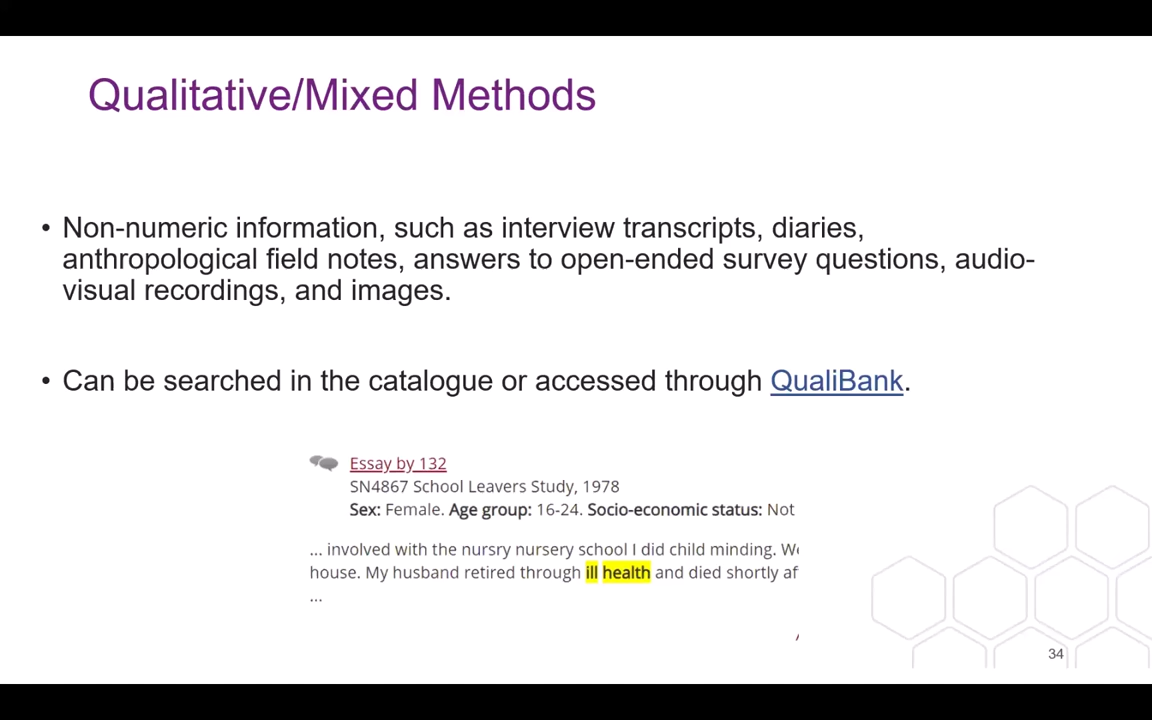 Qualitative/Mixed Methods
• Non-numeric information, such as interview transcripts, diaries,
anthropological field notes, answers to open-ended survey questions, audio-
visual recordings, and images.
• Can be searched in the catalogue or accessed through QualiBank.
Essay by 132
SN4867 School Leavers Study, 1978
Sex: Female. Age group: 16-24. Socio-economic status: Not
... involved with the nursry nursery school I did child minding. We
house. My husband retired through ill health and died shortly af
...
34